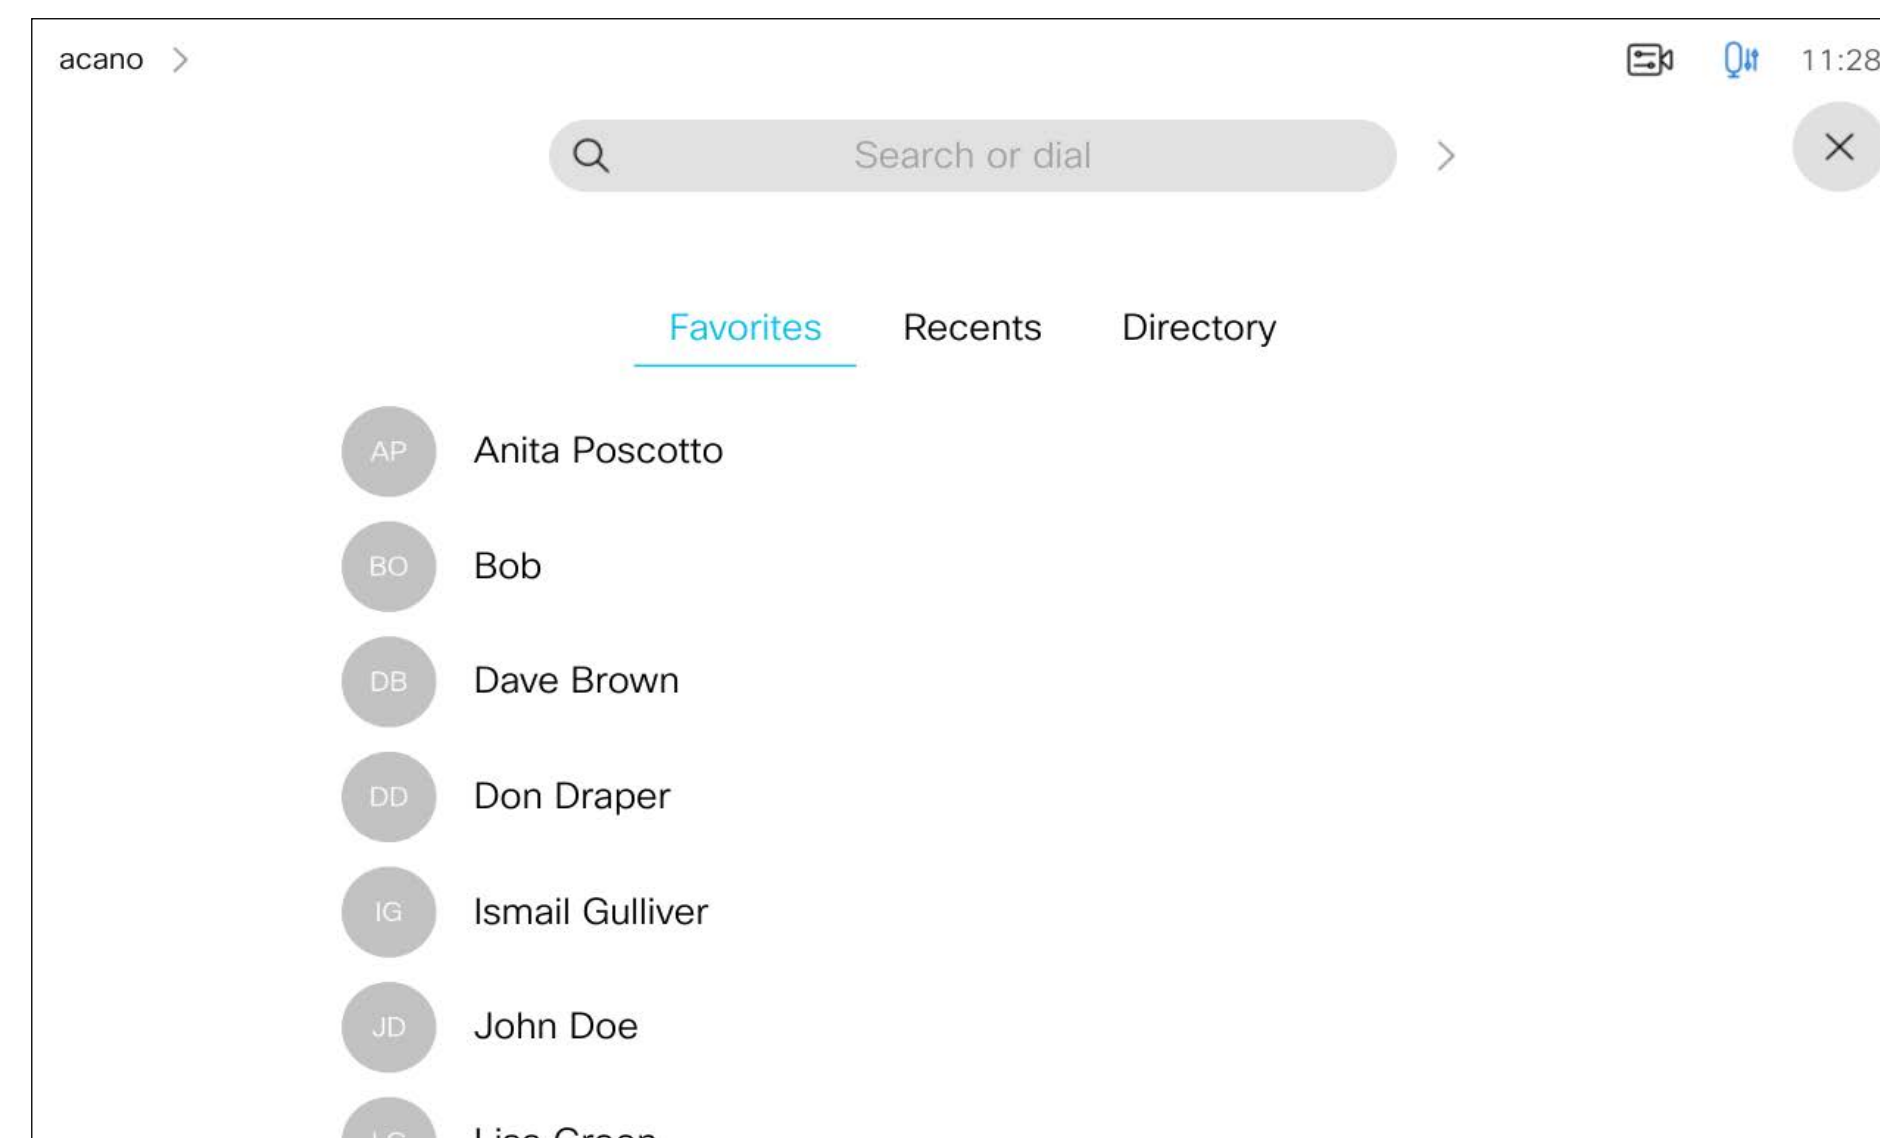 acano
11:28
Search or dial
Favorites Recents Directory
AP Anita Poscotto
BO Bob
DB Dave Brown
DD Don Draper
IG Ismail Gulliver
JD John Doe